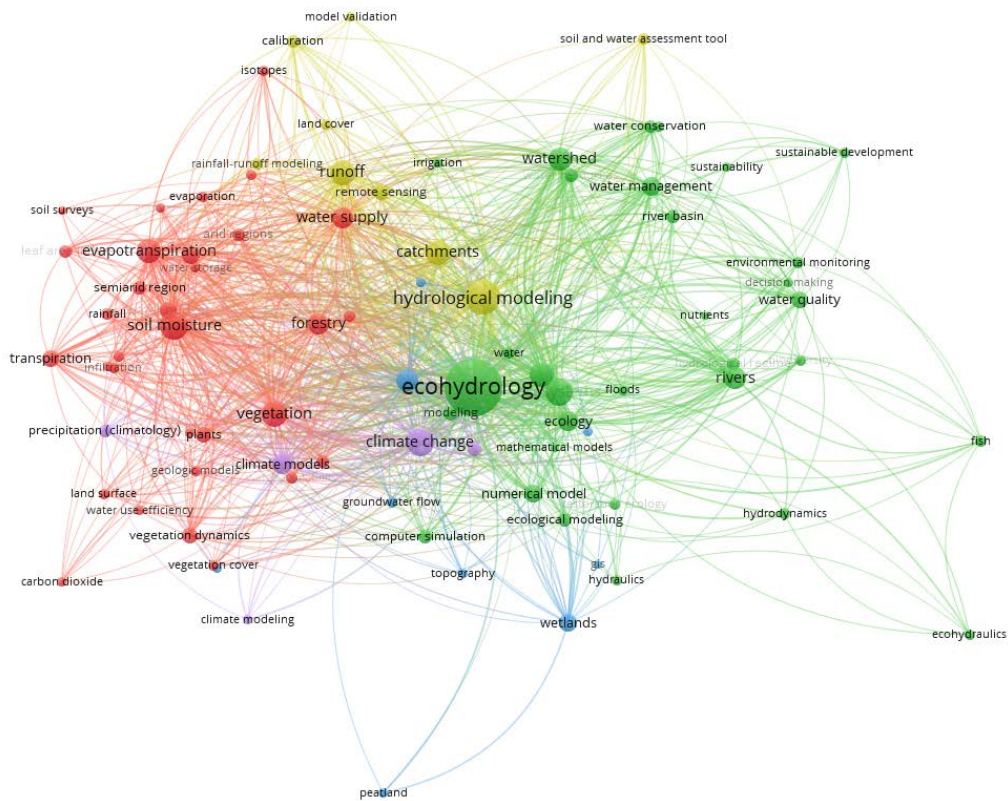 model validation
soil and water assessment tool
calibration
isotopes
land cover
water conservation
sustainable development
rainfall-runoff modeling
runoff
irrigation
watershed
sustainability
remote sensing
water management
evaporation
soil surveys
water supply
river basin
arid regions
evapotranspiration
catchments
leaf
environmental monitoring
water storage
decision making
semiarid region
hydrological modeling
water quality
rainfall
soil moisture
forestry
nutrients
transpiration
infiltration
water
rivers
ecohydrology
floods
vegetation
modeling
ecology
precipitation (climatology)
plants
climate change
mathematical models
fish
geologic models
climate models
land surface
groundwater flow
numerical model
water use efficiency
ecological modeling
hydrodynamics
vegetation dynamics
computer simulation
vegetation cover
gis
carbon dioxide
topography
hydraulics
climate modeling
wetlands
ecohydraulics
peatland